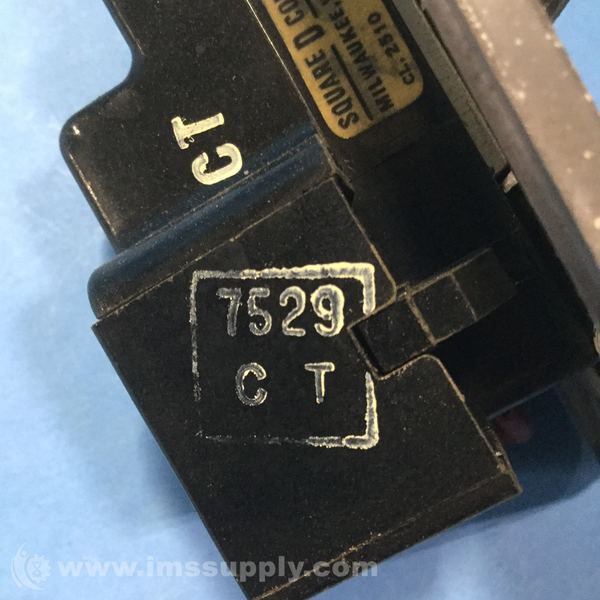 SQUARE D CO
MILWAUKEE,
CL. 2510
CT
7529
C T
www.imssupply.com